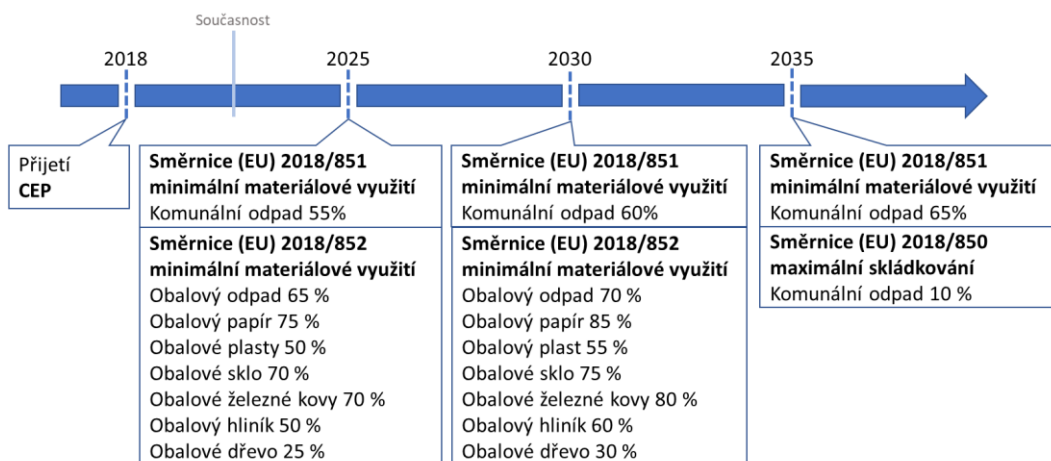 Současnost
2018
2025
2030
2035
Přijetí
CEP
Směrnice (EU) 2018/851
minimální materiálové využití
Komunální odpad 55%
Směrnice (EU) 2018/852
minimální materiálové využití
Obalový odpad 65 %
Obalový papír 75 %
Obalové plasty 50 %
Obalové sklo 70 %
Obalové železné kovy 70 %
Obalový hliník 50 %
Obalové dřevo 25 %
Směrnice (EU) 2018/851
minimální materiálové využití
Komunální odpad 60%
Směrnice (EU) 2018/852
minimální materiálové využití
Obalový odpad 70 %
Obalový papír 85 %
Obalový plast 55 %
Obalové sklo 75 %
Obalové železné kovy 80 %
Obalový hliník 60 %
Obalové dřevo 30 %
Směrnice (EU) 2018/851
minimální materiálové využití
Komunální odpad 65%
Směrnice (EU) 2018/850
maximální skládkování
Komunální odpad 10 %